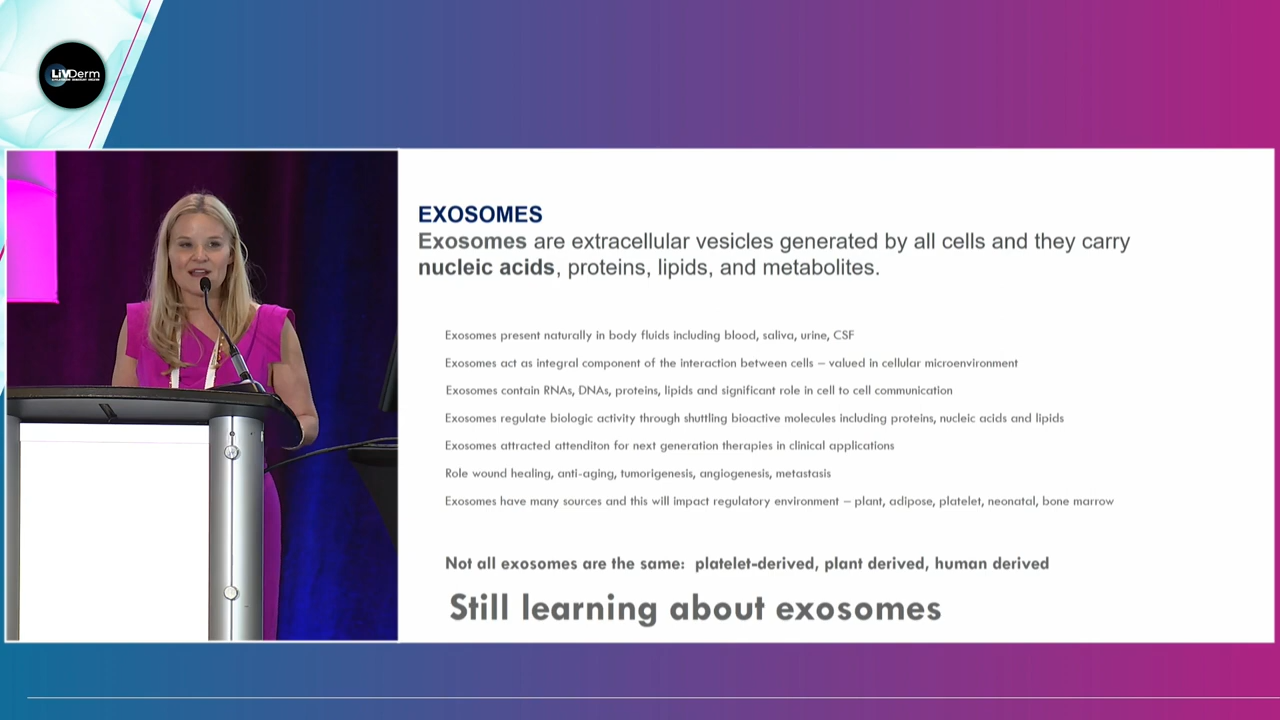 LiVDerm
EXOSOMES
Exosomes are extracellular vesicles generated by all cells and they carry
nucleic acids, proteins, lipids, and metabolites.
Exosomes present naturally in body fluids including blood, saliva, urine, CSF
Exosomes act as integral component of the interaction between cells – valued in cellular microenvironment
Exosomes contain RNAs, DNAs, proteins, lipids and significant role in cell to cell communication
Exosomes regulate biologic activity through shuttling bioactive molecules including proteins, nucleic acids and lipids
Exosomes attracted attenditon for next generation therapies in clinical applications
Role wound healing, anti-aging, tumorigenesis, angiogenesis, metastasis
Exosomes have many sources and this will impact regulatory environment – plant, adipose, platelet, neonatal, bone marrow
Not all exosomes are the same: platelet-derived, plant derived, human derived
Still learning about exosomes